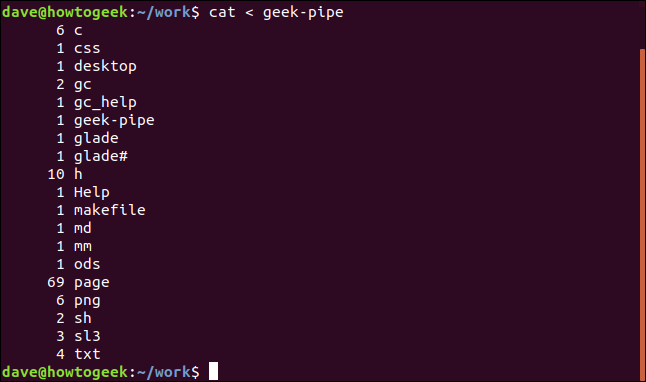 dave@howtogeek:~/work$ cat < geek-pipe
6 c
1 css
1 desktop
2 gc
1 gc_help
1 geek-pipe
1 glade
1 glade#
10 h
1 Help
1 makefile
1 md
1 mm
1 ods
69 page
6 png
2 sh
3 sl3
4 txt
dave@howtogeek:~/work$